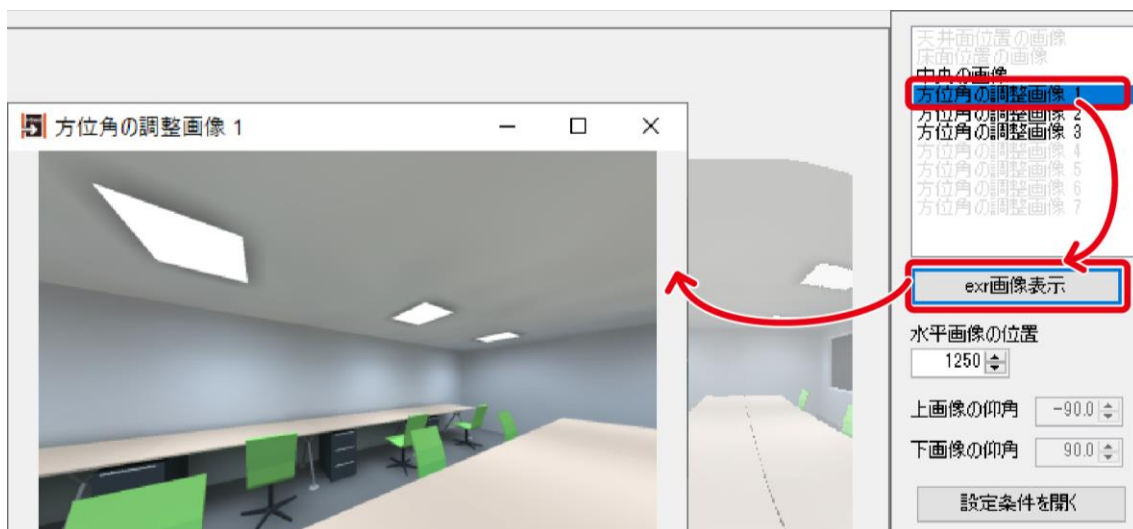 天井面位置の画像
床面位置の画像
中央の画像
方位角の調整画像 1
方位角の調整画像 2
方位角の調整画像 3
方位角の調整画像 4
方位角の調整画像 5
方位角の調整画像 6
方位角の調整画像 7
方位角の調整画像 1
exr画像表示
水平画像の位置
1250
上画像の仰角 -90.0
下画像の仰角 90.0
設定条件を開く